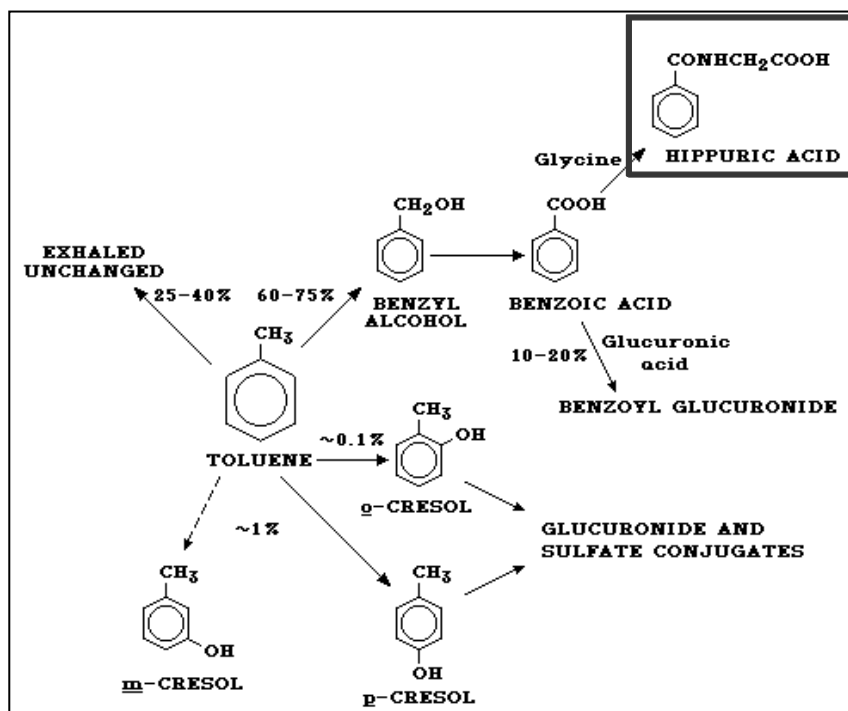 CONHCH2COOH
HIPPURIC ACID
Glycine
CH2OH
COOH
EXHALED
UNCHANGED
25-40%
60-75%
BENZYL
ALCOHOL
BENZOIC ACID
CH3
10-20%
Glucuronic
acid
BENZOYL GLUCURONIDE
TOLUENE
~0.1%
CH3
OH
o-CRESOL
~1%
GLUCURONIDE AND
SULFATE CONJUGATES
CH3
OH
m-CRESOL
CH3
OH
p-CRESOL